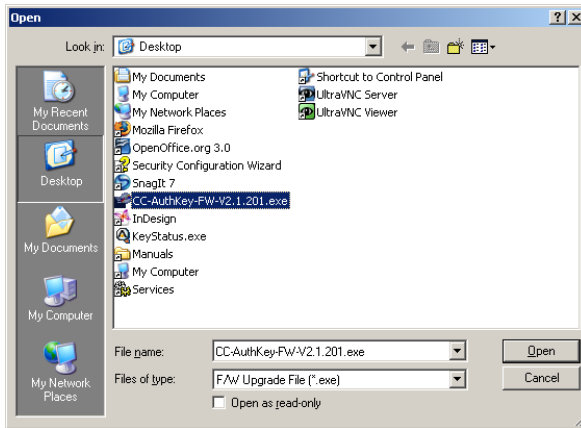 Open
Look in: Desktop
My Recent Documents
Desktop
My Documents
My Computer
My Network Places
My Documents
My Computer
My Network Places
Mozilla Firefox
OpenOffice.org 3.0
Security Configuration Wizard
SnagIt 7
CC-AuthKey-FW-V2.1.201.exe
InDesign
KeyStatus.exe
Manuals
My Computer
Services
Shortcut to Control Panel
UltraVNC Server
UltraVNC Viewer
File name: CC-AuthKey-FW-V2.1.201.exe Open
Files of type: F/W Upgrade File (*.exe) Cancel
Open as read-only